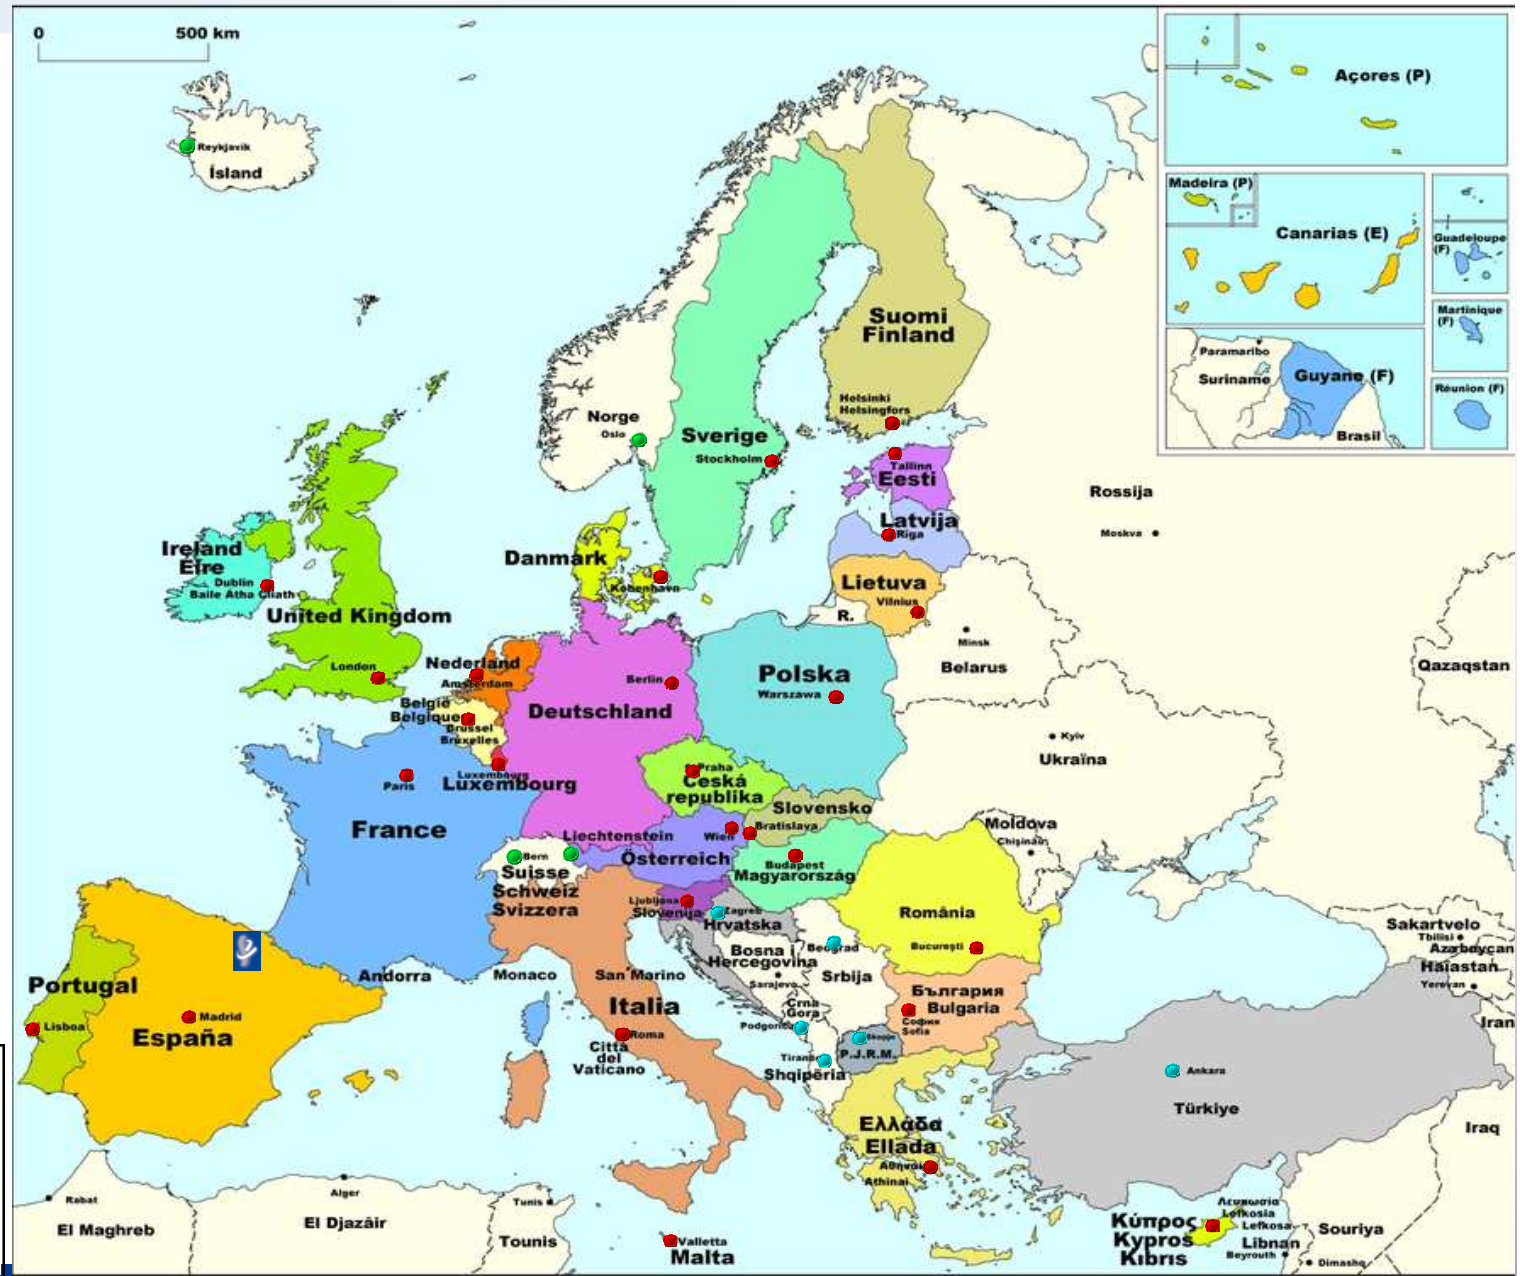 0 500 km
Açores (P)
Reykjavik
Ísland
Madeira (P)
Canarias (E)
Guadeloupe
(F)
Martinique
(F)
Paramaribo
Suriname
Guyane (F)
Réunion (F)
Brasil
Suomi
Finland
Helsinki
Helsingfors
Norge
Oslo
Sverige
Stockholm
Tallinn
Eesti
Rossija
Moskva
Latvija
Riga
Ireland
Éire
Dublin
Baile Atha Cliath
Danmark
København
Lietuva
Vilnius
R.
United Kingdom
London
Minsk
Belarus
Nederland
Amsterdam
Berlin
Deutschland
Polska
Warszawa
Qazaqstan
België
Belgique
Brussel
Bruxelles
Kyiv
Ukraïna
Luxembourg
Luxembourg
Paris
France
Praha
Ceská
republika
Slovensko
Bratislava
Moldova
Chişinău
Liechtenstein
Wien
Österreich
Bern
Suisse
Schweiz
Svizzera
Budapest
Magyarország
Ljubljana
Slovenija
Zagreb
Hrvatska
România
Bucureşti
Sakartvelo
Tbilisi
Azərbaycan
Haïastan
Yerevan
Iran
Bosna i
Hercegovina
Sarajevo
Beograd
Srbija
Crna
Gora
Podgorica
Andorra
Monaco
San Marino
Portugal
Lisboa
Madrid
España
Italia
Roma
Città
del
Vaticano
България
Bulgaria
София
Sofia
Skopje
P.J.R.M.
Tiranë
Shqipëria
Ankara
Türkiye
Iraq
Ελλάδα
Ellada
Αθήναι
Athinai
Rabat
El Maghreb
Alger
El Djazâir
Tunis
Tounis
Valletta
Malta
Λευκωσία
Lefkosia
Lefkosa
Κύπρος
Kypros
Kıbrıs
Libnan
Beyrouth
Souriya
Dimashq